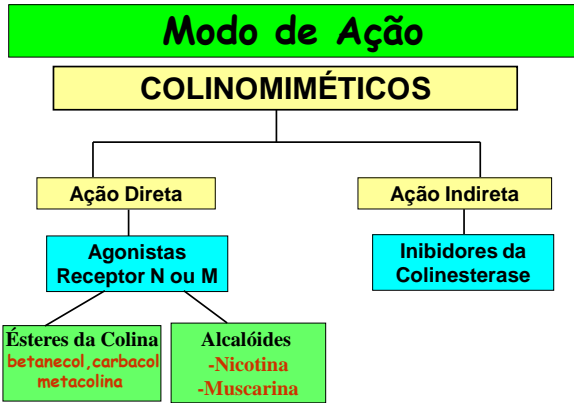 Modo de Ação
COLINOMIMÉTICOS
Ação Direta
Ação Indireta
Agonistas
Receptor N ou M
Inibidores da
Colinesterase
Ésteres da Colina
betanecol,carbacol
metacolina
Alcalóides
-Nicotina
-Muscarina